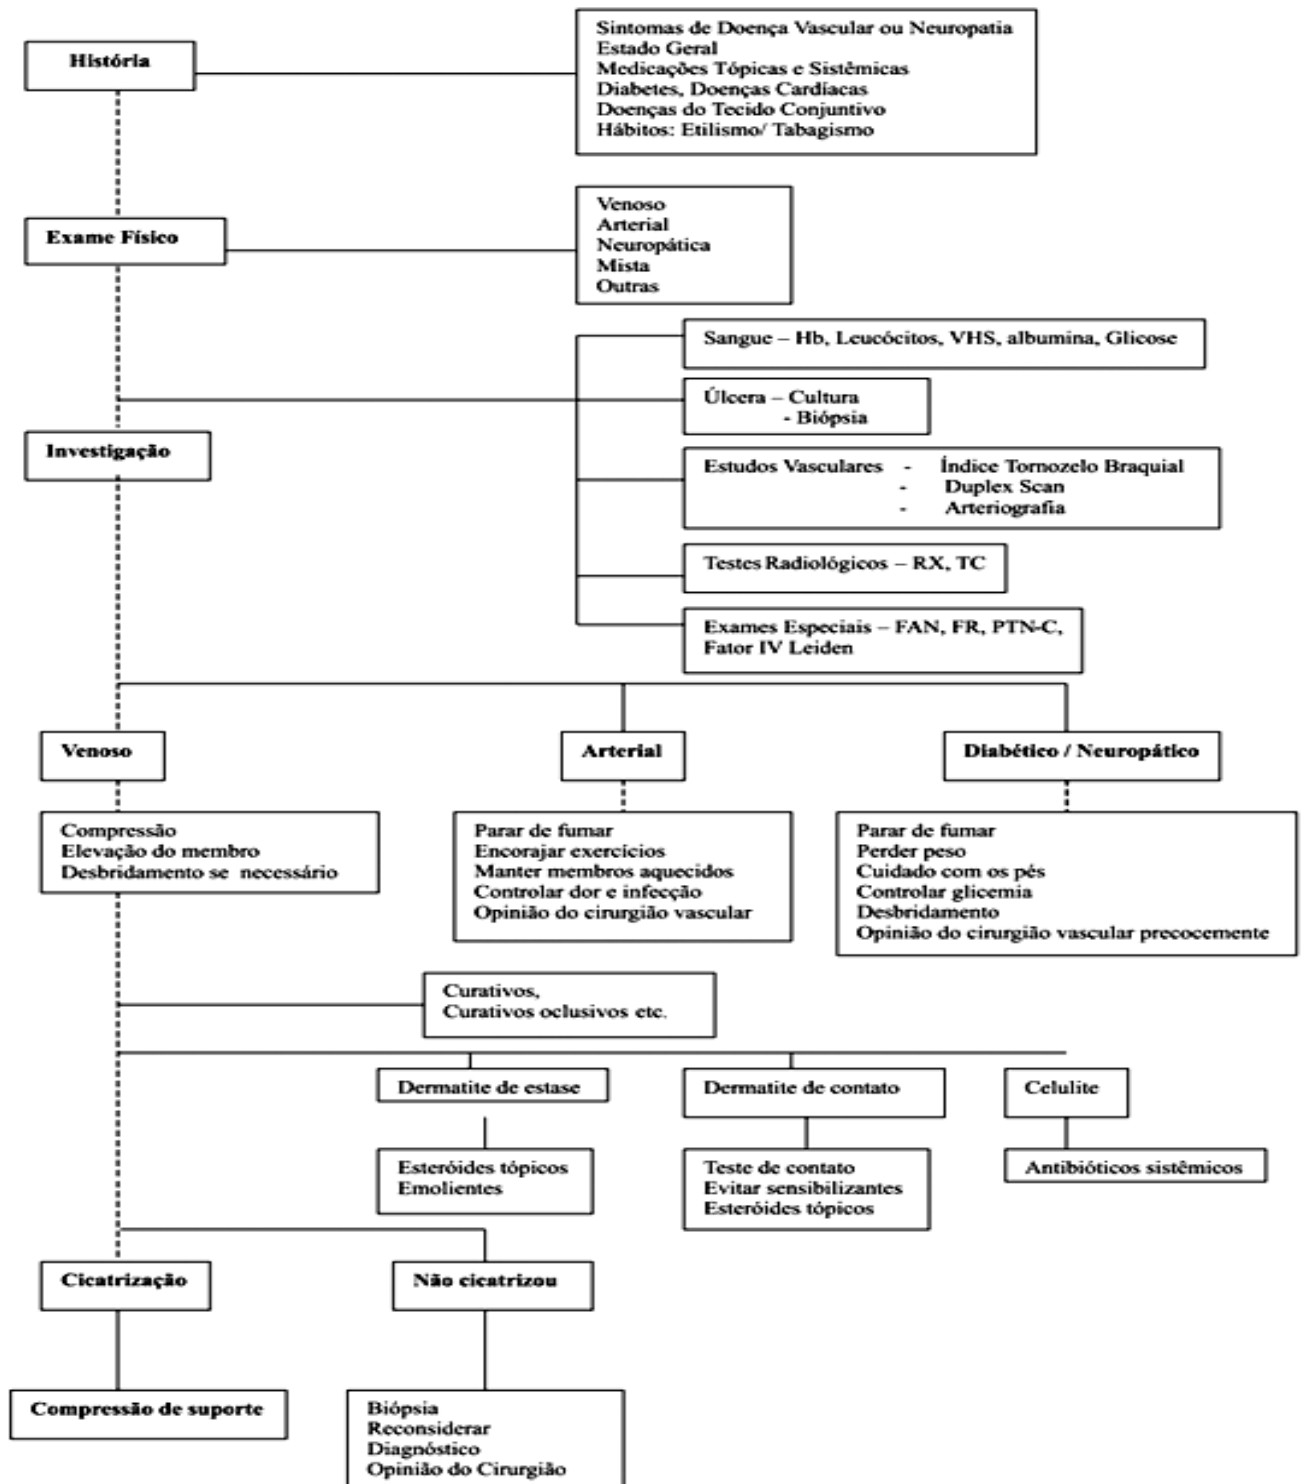 História
Sintomas de Doença Vascular ou Neuropatia
Estado Geral
Medicações Tópicas e Sistêmicas
Diabetes, Doenças Cardíacas
Doenças do Tecido Conjuntivo
Hábitos: Etilismo/ Tabagismo
Exame Físico
Venoso
Arterial
Neuropática
Mista
Outras
Investigação
Sangue – Hb, Leucócitos, VHS, albumina, Glicose
Úlcera – Cultura
- Biópsia
Estudos Vasculares - Índice Tornozelo Braquial
- Duplex Scan
- Arteriografia
Testes Radiológicos – RX, TC
Exames Especiais – FAN, FR, PTN-C,
Fator IV Leiden
Venoso
Compressão
Elevação do membro
Desbridamento se necessário
Arterial
Parar de fumar
Encorajar exercícios
Manter membros aquecidos
Controlar dor e infecção
Opinião do cirurgião vascular
Diabético / Neuropático
Parar de fumar
Perder peso
Cuidado com os pés
Controlar glicemia
Desbridamento
Opinião do cirurgião vascular precocemente
Curativos,
Curativos oclusivos etc.
Dermatite de estase
Esteróides tópicos
Emolientes
Dermatite de contato
Teste de contato
Evitar sensibilizantes
Esteróides tópicos
Celulite
Antibióticos sistêmicos
Cicatrização
Compressão de suporte
Não cicatrizou
Biópsia
Reconsiderar
Diagnóstico
Opinião do Cirurgião